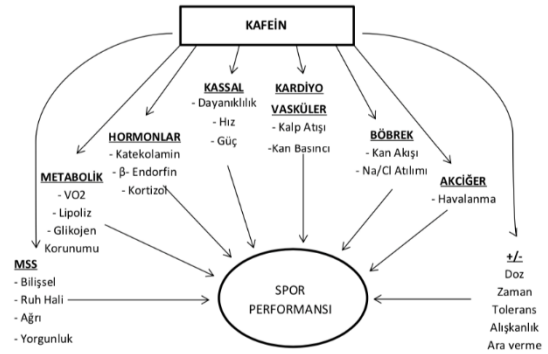 KAFEİN
KASSAL
- Dayanıklılık
- Hız
- Güç
KARDİYO
VASKÜLER
- Kalp Atışı
-Kan Basıncı
HORMONLAR
- Katekolamin
- β- Endorfin
- Kortizol
BÖBREK
- Kan Akışı
- Na/Cl Atılımı
METABOLİK
- VO2
- Lipoliz
- Glikojen
Korunumu
AKCİĞER
- Havalanma
MSS
- Bilişsel
- Ruh Hali
- Ağrı
- Yorgunluk
SPOR
PERFORMANSI
+/-
Doz
Zaman
Tolerans
Alışkanlık
Ara verme